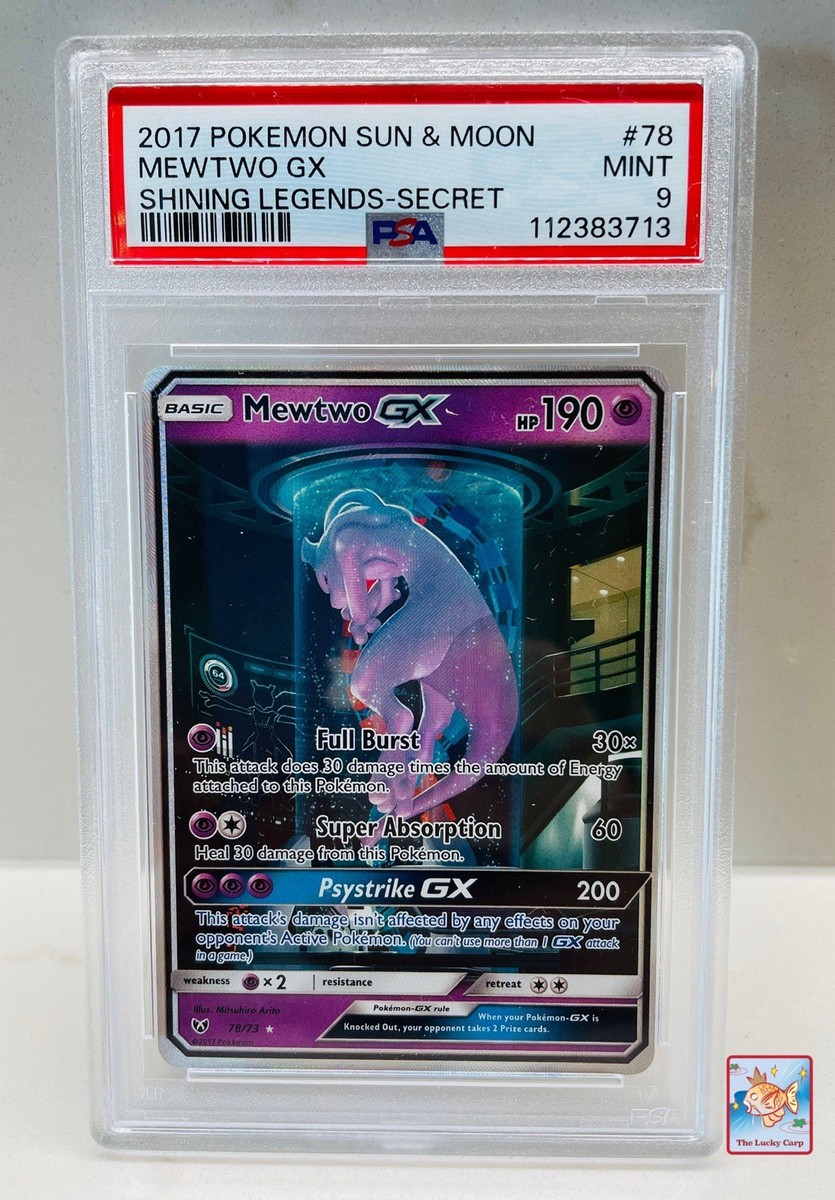 2017 POKEMON SUN & MOON #78
MEWTWO GX MINT
SHINING LEGENDS-SECRET 9
PSA 112383713
BASIC Mewtwo GX HP190
64
Full Burst 30×
This attack does 30 damage times the amount of Energy
attached to this Pokémon.
Super Absorption 60
Heal 30 damage from this Pokémon.
Psystrike GX 200
This attack's damage isn't affected by any effects on your
opponent's Active Pokémon. (You can't use more than 1 GX attack
in a game.)
weakness ×2 resistance retreat
Illus. Mitsuhiro Arita
78/73
©2017 Pokémon
Pokémon-GX rule
When your Pokémon-GX is
Knocked Out, your opponent takes 2 Prize cards.
PSA
The Lucky Carp